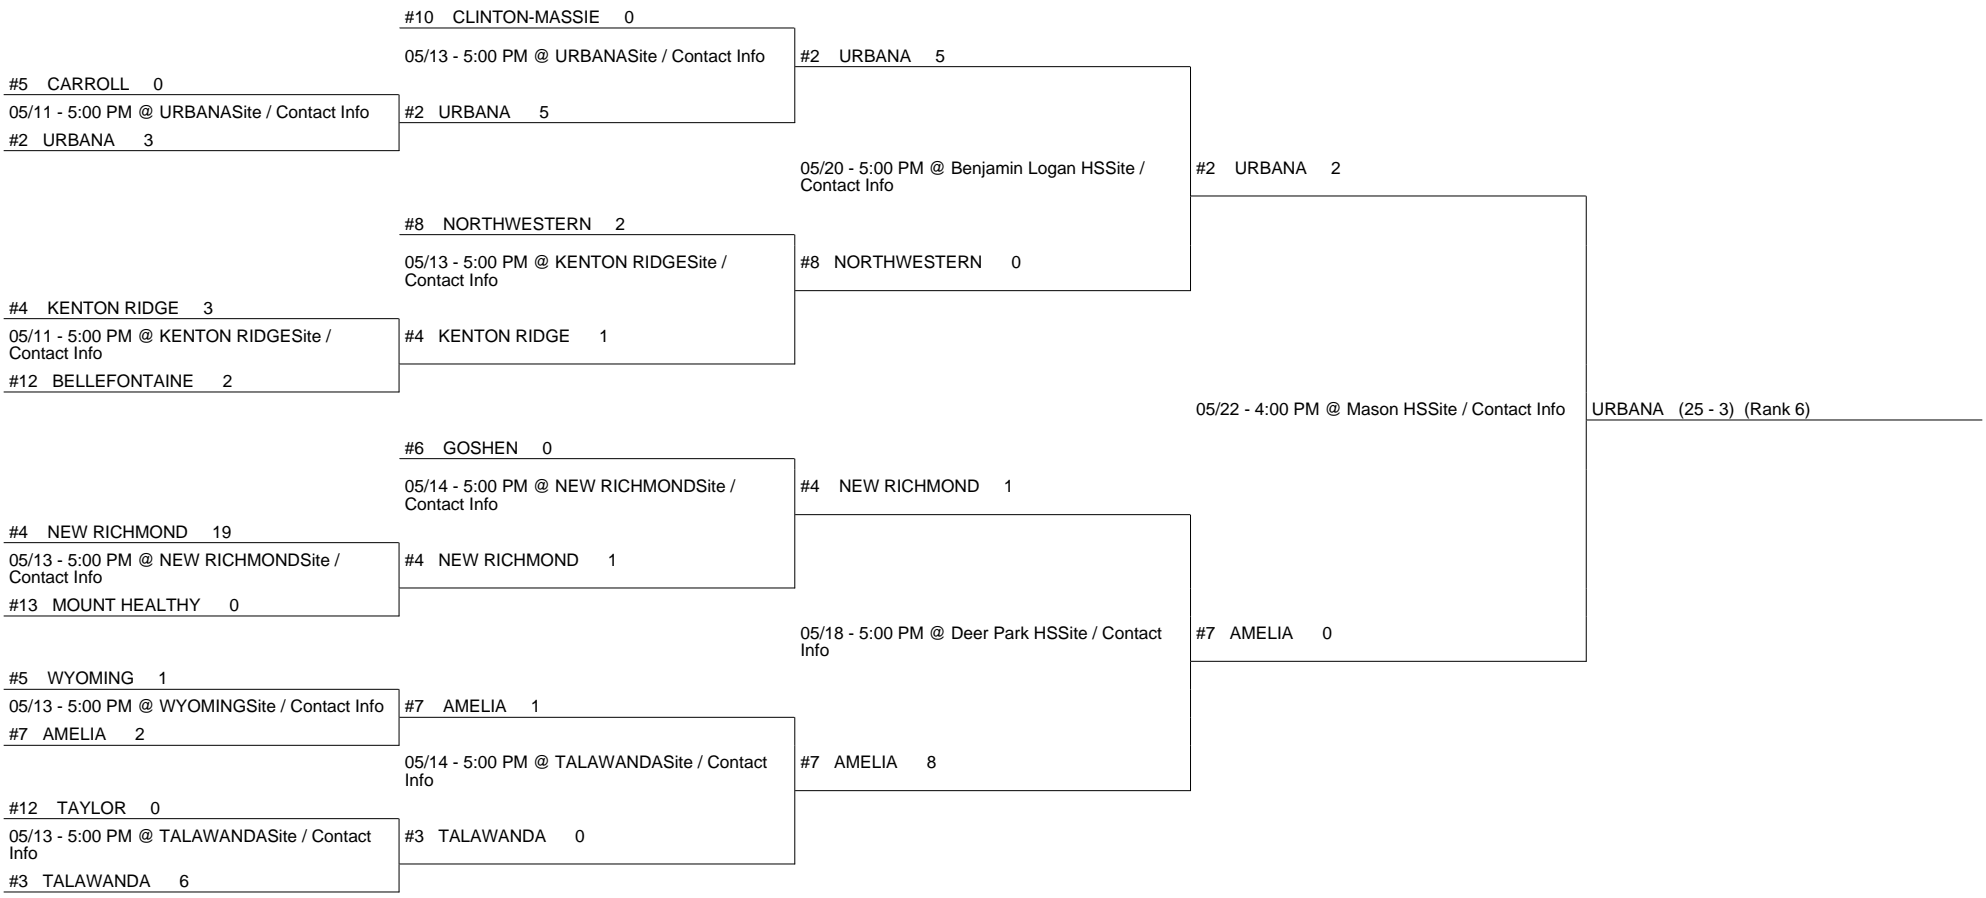 #10 CLINTON-MASSIE 0
05/13 - 5:00 PM @ URBANASite / Contact Info
#2 URBANA 5
#5 CARROLL 0
05/11 - 5:00 PM @ URBANASite / Contact Info
#2 URBANA 5
#2 URBANA 3
05/20 - 5:00 PM @ Benjamin Logan HSSite /
Contact Info
#2 URBANA 2
#8 NORTHWESTERN 2
05/13 - 5:00 PM @ KENTON RIDGESite /
Contact Info
#8 NORTHWESTERN 0
#4 KENTON RIDGE 3
05/11 - 5:00 PM @ KENTON RIDGESite /
Contact Info
#4 KENTON RIDGE 1
#12 BELLEFONTAINE 2
05/22 - 4:00 PM @ Mason HSSite / Contact Info
URBANA (25 - 3) (Rank 6)
#6 GOSHEN 0
05/14 - 5:00 PM @ NEW RICHMONDSite /
Contact Info
#4 NEW RICHMOND 1
#4 NEW RICHMOND 19
05/13 - 5:00 PM @ NEW RICHMONDSite /
Contact Info
#4 NEW RICHMOND 1
#13 MOUNT HEALTHY 0
05/18 - 5:00 PM @ Deer Park HSSite / Contact
Info
#7 AMELIA 0
#5 WYOMING 1
05/13 - 5:00 PM @ WYOMINGSite / Contact Info
#7 AMELIA 1
#7 AMELIA 2
05/14 - 5:00 PM @ TALAWANDASite / Contact
Info
#7 AMELIA 8
#12 TAYLOR 0
05/13 - 5:00 PM @ TALAWANDASite / Contact
Info
#3 TALAWANDA 0
#3 TALAWANDA 6